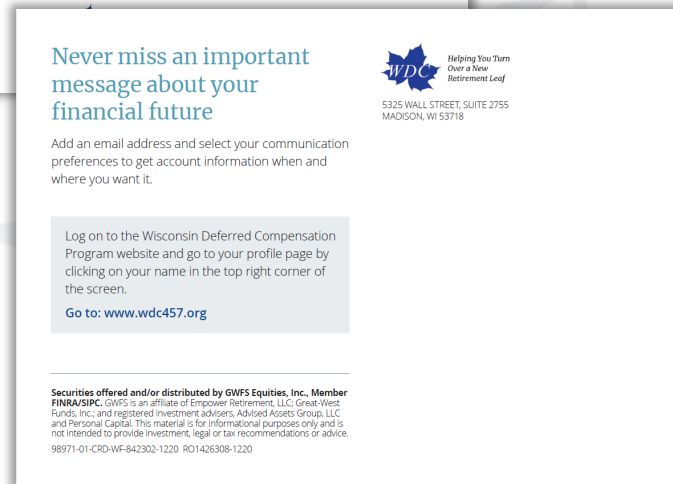 Never miss an important
message about your
financial future
Add an email address and select your communication
preferences to get account information when and
where you want it.
Log on to the Wisconsin Deferred Compensation
Program website and go to your profile page by
clicking on your name in the top right corner of
the screen.
Go to: www.wdc457.org
Securities offered and/or distributed by GWFS Equities, Inc., Member
FINRA/SIPC. GWFS is an affiliate of Empower Retirement, LLC; Great-West
Funds, Inc.; and registered investment advisers, Advised Assets Group, LLC
and Personal Capital. This material is for informational purposes only and is
not intended to provide investment, legal or tax recommendations or advice.
98971-01-CRD-WF-842302-1220 RO1426308-1220
WDC
Helping You Turn
Over a New
Retirement Leaf
5325 WALL STREET, SUITE 2755
MADISON, WI 53718